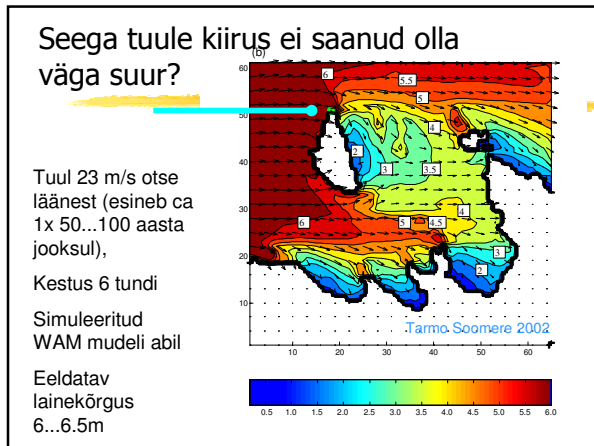 Seega tuule kiirus ei saanud olla
väga suur?
(b)
Tuul 23 m/s otse
läänest (esineb ca
1x 50...100 aasta
jooksul),
Kestus 6 tundi
Simuleeritud
WAM mudeli abil
Eeldatav
lainekõrgus
6...6.5m
60
50
40
30
20
10
6
5.5
5
4
2
3
3.5
4
6
5
4.5
3
2
Tarmo Soomere 2002
10 20 30 40 50 60
0.5 1.0 1.5 2.0 2.5 3.0 3.5 4.0 4.5 5.0 5.5 6.0